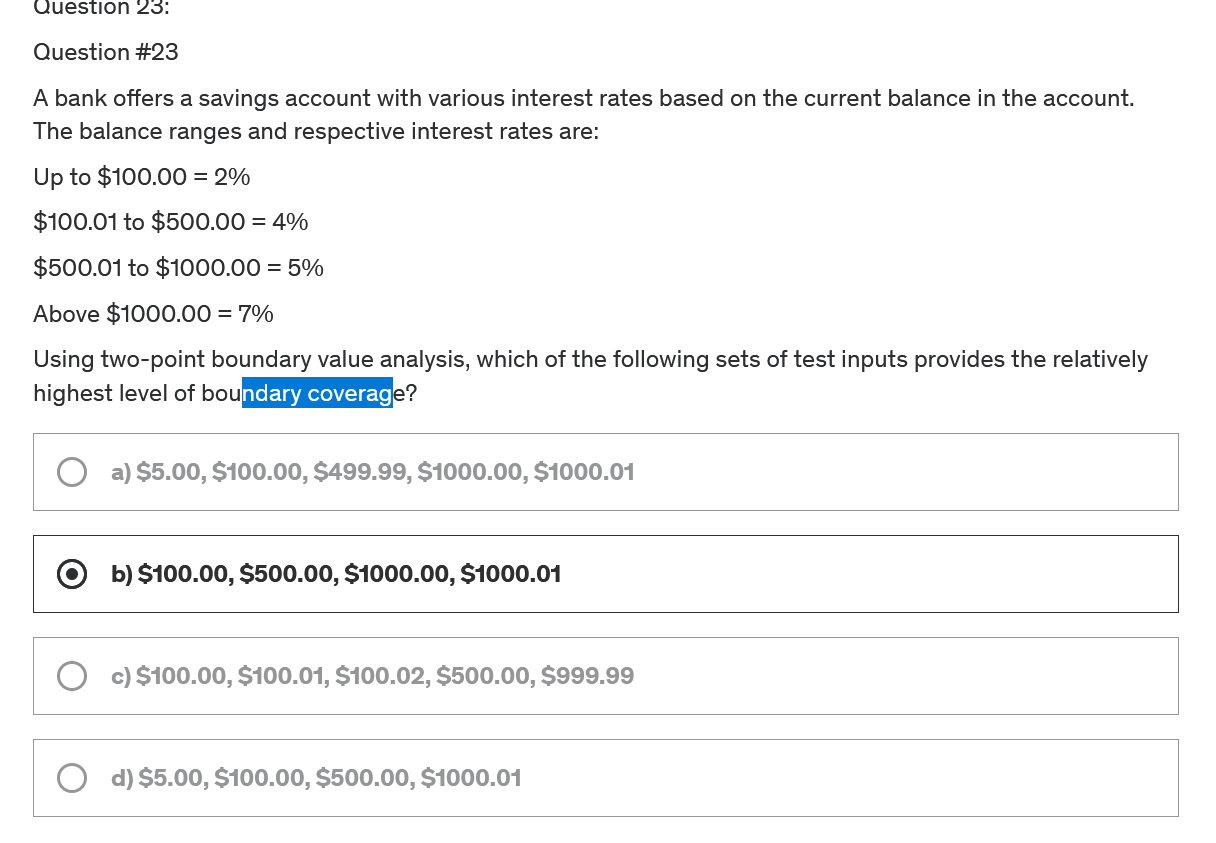 Question 23:
Question #23
A bank offers a savings account with various interest rates based on the current balance in the account.
The balance ranges and respective interest rates are:
Up to $100.00 = 2%
$100.01 to $500.00 = 4%
$500.01 to $1000.00 = 5%
Above $1000.00 = 7%
Using two-point boundary value analysis, which of the following sets of test inputs provides the relatively
highest level of boundary coverage?
a) $5.00, $100.00, $499.99, $1000.00, $1000.01
b) $100.00, $500.00, $1000.00, $1000.01
c) $100.00, $100.01, $100.02, $500.00, $999.99
d) $5.00, $100.00, $500.00, $1000.01